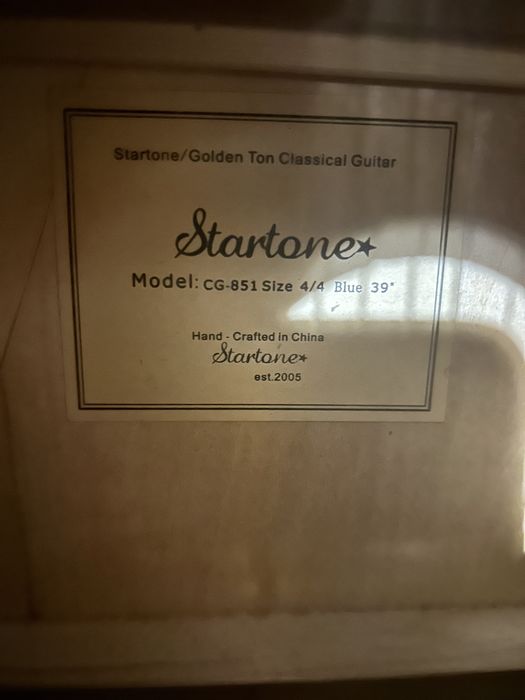 Startone/Golden Ton Classical Guitar
Startone★
Model: CG-851 Size 4/4 Blue 39"
Hand - Crafted in China
Startone★
est.2005